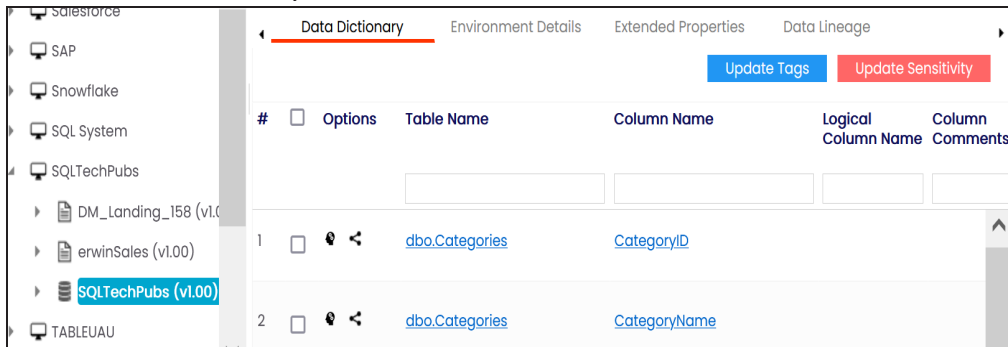 Salesforce
SAP
Snowflake
SQL System
SQLTechPubs
DM_Landing_158 (v1.0
erwinSales (v1.00)
SQLTechPubs (v1.00)
TABLEUAU
Data Dictionary Environment Details Extended Properties Data Lineage
Update Tags Update Sensitivity
# Options Table Name Column Name Logical Column
Column Name Comments
1 dbo.Categories CategoryID
2 dbo.Categories CategoryName